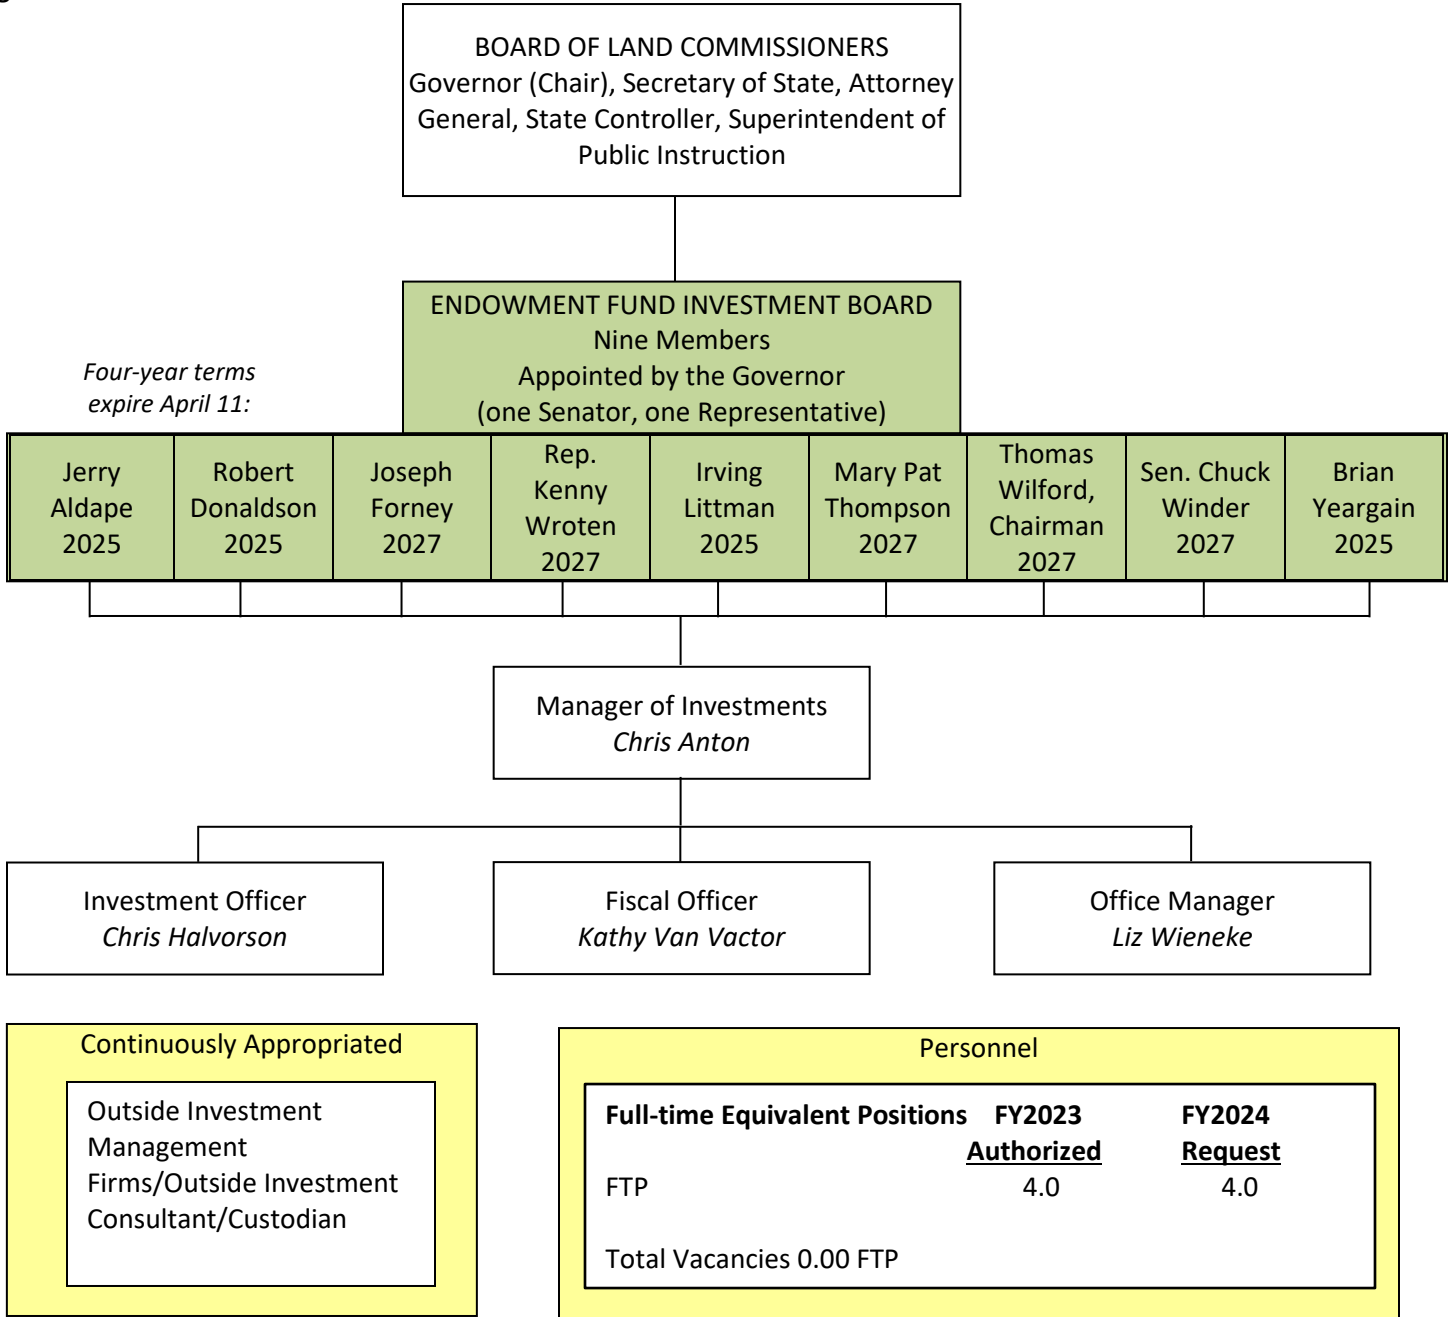 BOARD OF LAND COMMISSIONERS
Governor (Chair), Secretary of State, Attorney
General, State Controller, Superintendent of
Public Instruction
ENDOWMENT FUND INVESTMENT BOARD
Nine Members
Appointed by the Governor
(one Senator, one Representative)
Four-year terms
expire April 11:
Jerry
Aldape
2025
Robert
Donaldson
2025
Joseph
Forney
2027
Rep.
Kenny
Wroten
2027
Irving
Littman
2025
Mary Pat
Thompson
2027
Thomas
Wilford,
Chairman
2027
Sen. Chuck
Winder
2027
Brian
Yeargain
2025
Manager of Investments
Chris Anton
Investment Officer
Chris Halvorson
Fiscal Officer
Kathy Van Vactor
Office Manager
Liz Wieneke
Continuously Appropriated
Outside Investment
Management
Firms/Outside Investment
Consultant/Custodian
Personnel
Full-time Equivalent Positions FY2023 FY2024
Authorized Request
FTP 4.0 4.0
Total Vacancies 0.00 FTP